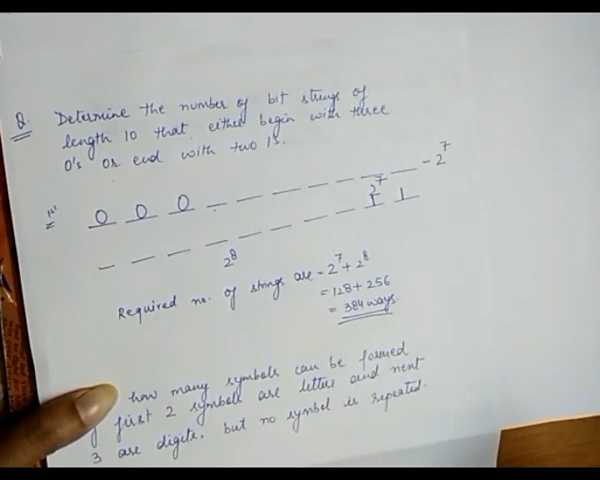 Q. Determine the number of bit strings of
length 10 that either begin with three
0's or end with two 1s.
0 0 0 _ _ _ _ _ _ _ - 2^7
2^7
_ _ _ _ _ _ _ _ 1 1
2^8
Required no. of strings are = 2^7 + 2^8
= 128 + 256
= 384 ways.
how many symbols can be formed
if first 2 symbols are letters and next
3 are digits. but no symbol is repeated.